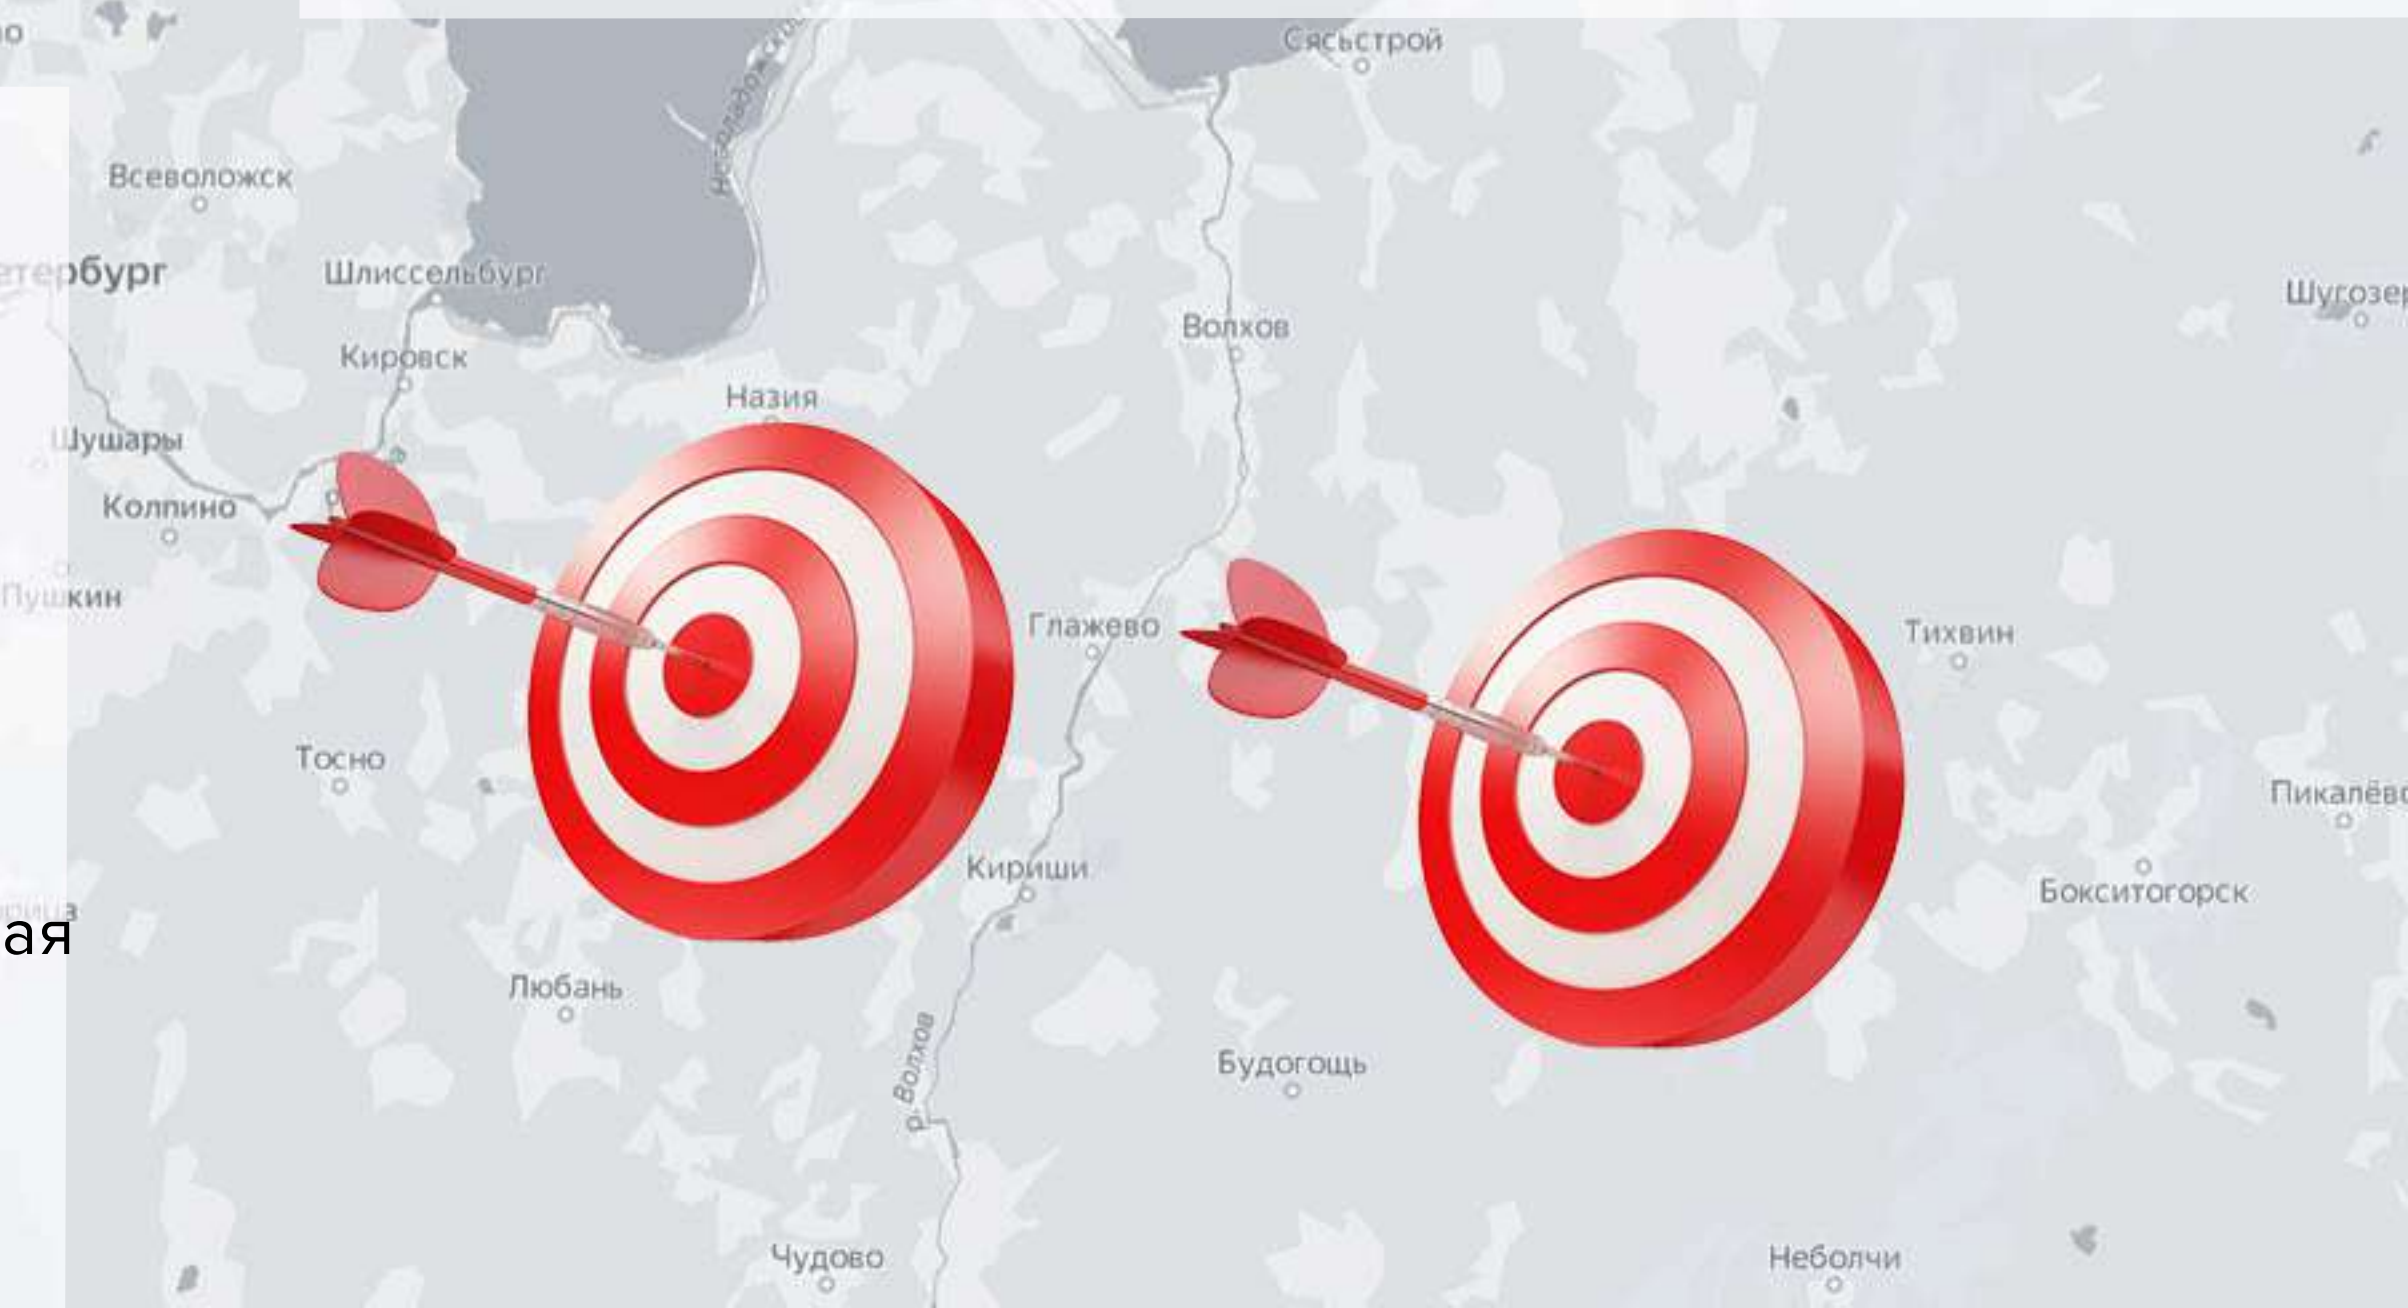 Сясьстрой
Всеволожск
етербург
Шлиссельбург
Шугозер
Волхов
Кировск
Назия
Шушары
Колпино
Пушкин
Глажево
Тихвин
Тосно
Пикалёво
Кириши
Бокситогорск
ая
Любань
р. Волхов
Будогощь
Чудово
Неболчи